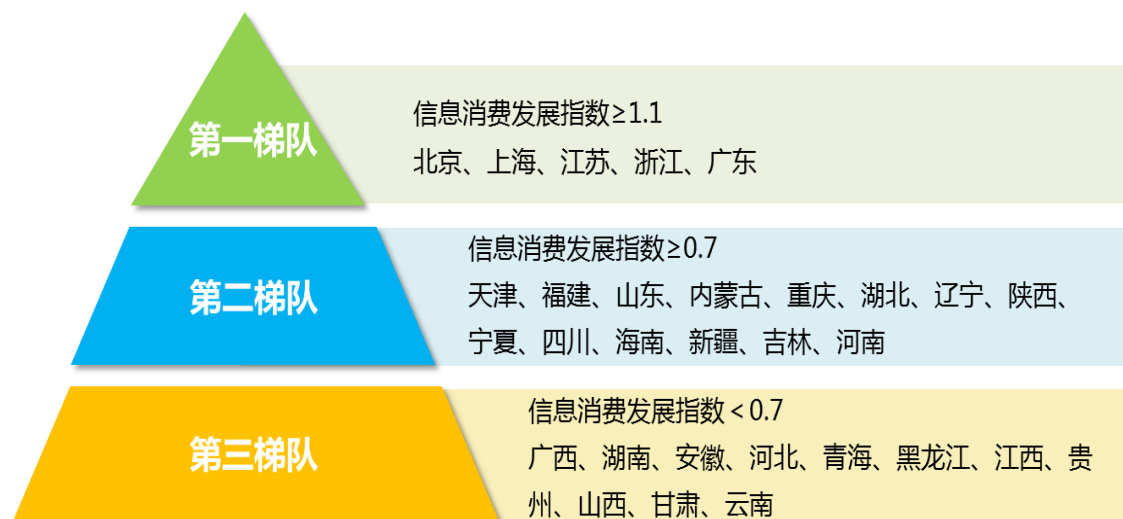 第一梯队
信息消费发展指数≥1.1
北京、上海、江苏、浙江、广东
第二梯队
信息消费发展指数≥0.7
天津、福建、山东、内蒙古、重庆、湖北、辽宁、陕西、
宁夏、四川、海南、新疆、吉林、河南
第三梯队
信息消费发展指数＜0.7
广西、湖南、安徽、河北、青海、黑龙江、江西、贵
州、山西、甘肃、云南